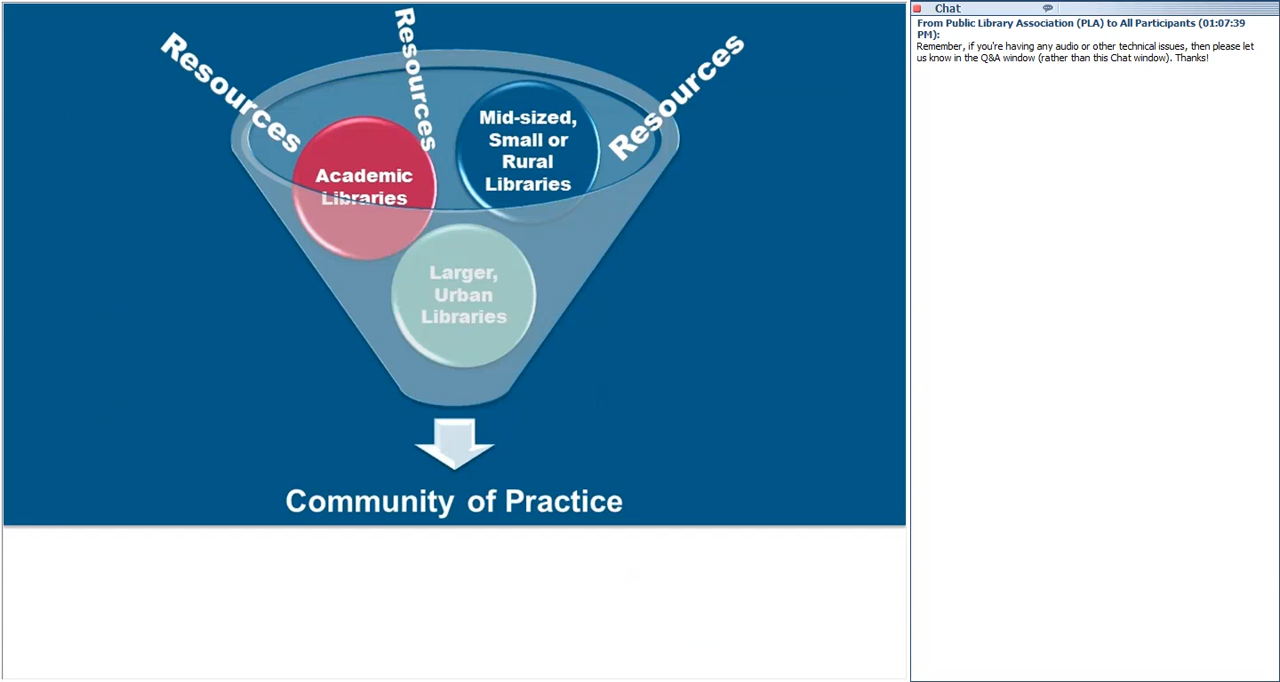 Resources
Resources
Resources
Academic
Libraries
Mid-sized,
Small or
Rural
Libraries
Larger,
Urban
Libraries
Community of Practice
Chat
From Public Library Association (PLA) to All Participants (01:07:39
PM):
Remember, if you're having any audio or other technical issues, then please let
us know in the Q&A window (rather than this Chat window). Thanks!